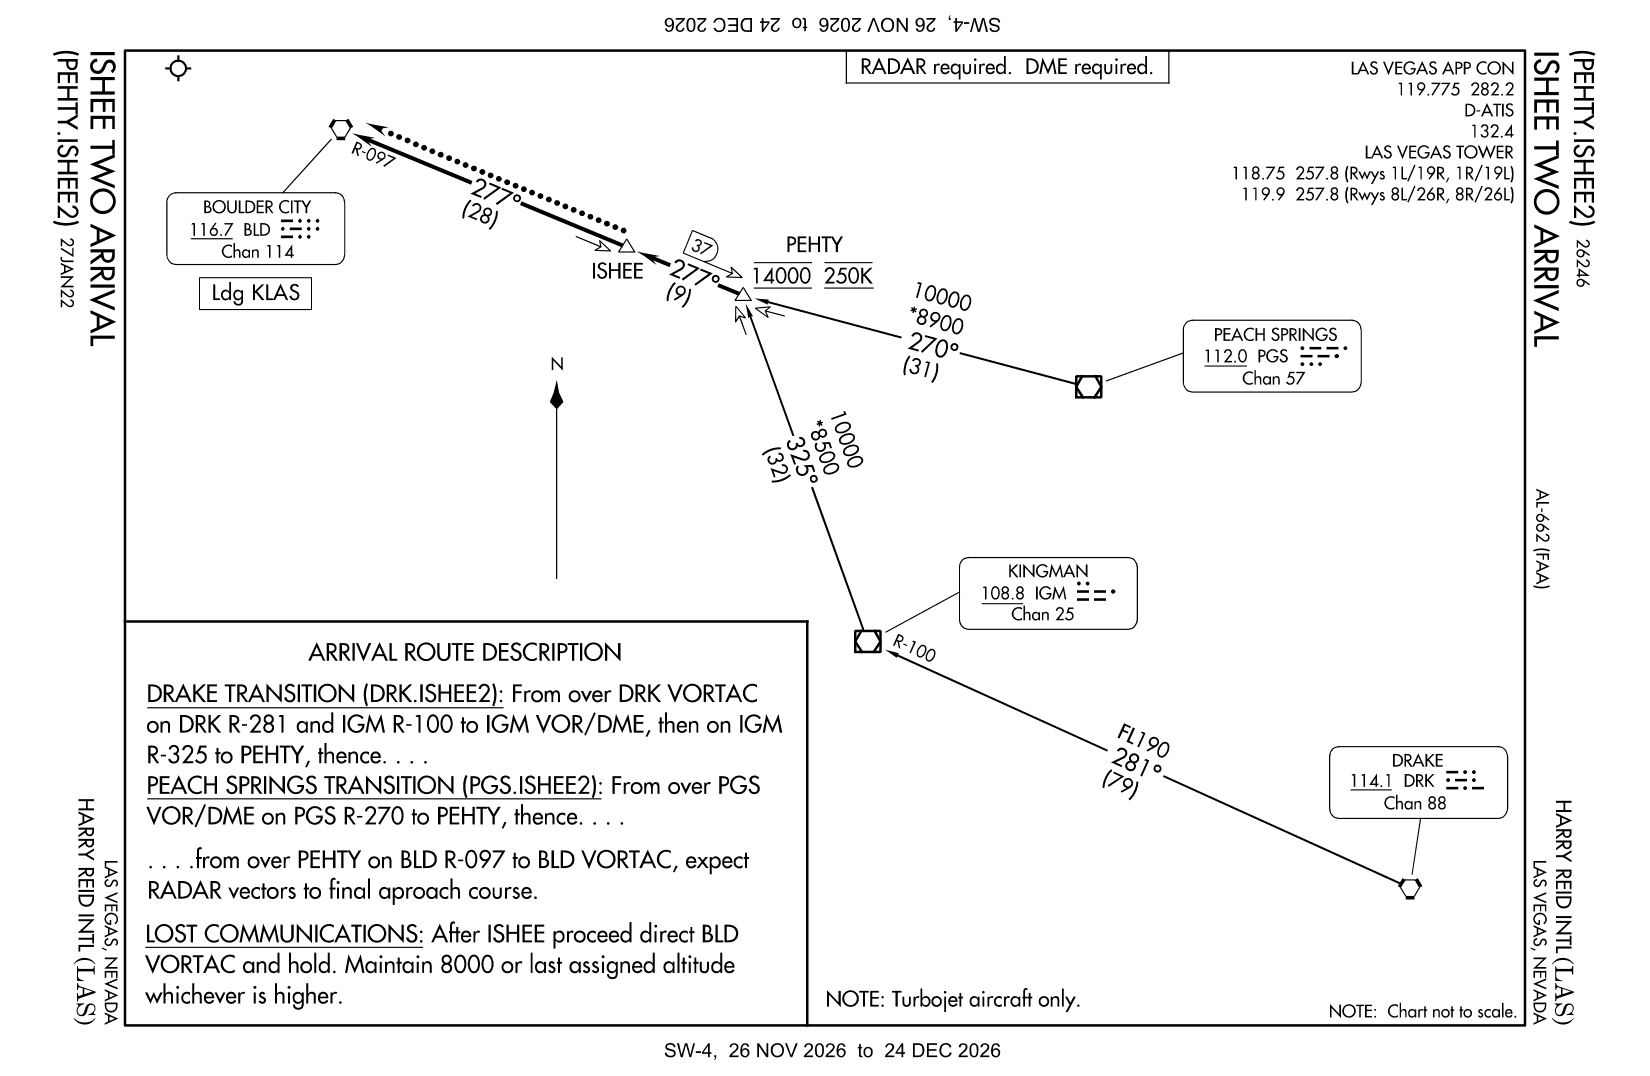 SW-4, 26 NOV 2026 to 24 DEC 2026
ISHEE TWO ARRIVAL
(PEHTY.ISHEE2) 27JAN22
HARRY REID INTL (LAS)
LAS VEGAS, NEVADA
RADAR required. DME required.
LAS VEGAS APP CON
119.775 282.2
D-ATIS
132.4
LAS VEGAS TOWER
118.75 257.8 (Rwys 1L/19R, 1R/19L)
119.9 257.8 (Rwys 8L/26R, 8R/26L)
(PEHTY.ISHEE2) 26246
ISHEE TWO ARRIVAL
AL-662 (FAA)
HARRY REID INTL (LAS)
LAS VEGAS, NEVADA
R-097
277°
(28)
BOULDER CITY
116.7 BLD
Chan 114
Ldg KLAS
ISHEE
37
277°
(9)
PEHTY
14000 250K
10000
*8900
270°
(31)
PEACH SPRINGS
112.0 PGS
Chan 57
N
10000
*8500
325°
(32)
KINGMAN
108.8 IGM
Chan 25
R-100
FL190
281°
(79)
DRAKE
114.1 DRK
Chan 88
ARRIVAL ROUTE DESCRIPTION
DRAKE TRANSITION (DRK.ISHEE2): From over DRK VORTAC
on DRK R-281 and IGM R-100 to IGM VOR/DME, then on IGM
R-325 to PEHTY, thence. . . .
PEACH SPRINGS TRANSITION (PGS.ISHEE2): From over PGS
VOR/DME on PGS R-270 to PEHTY, thence. . . .
. . . .from over PEHTY on BLD R-097 to BLD VORTAC, expect
RADAR vectors to final aproach course.
LOST COMMUNICATIONS: After ISHEE proceed direct BLD
VORTAC and hold. Maintain 8000 or last assigned altitude
whichever is higher.
NOTE: Turbojet aircraft only.
NOTE: Chart not to scale.
SW-4, 26 NOV 2026 to 24 DEC 2026